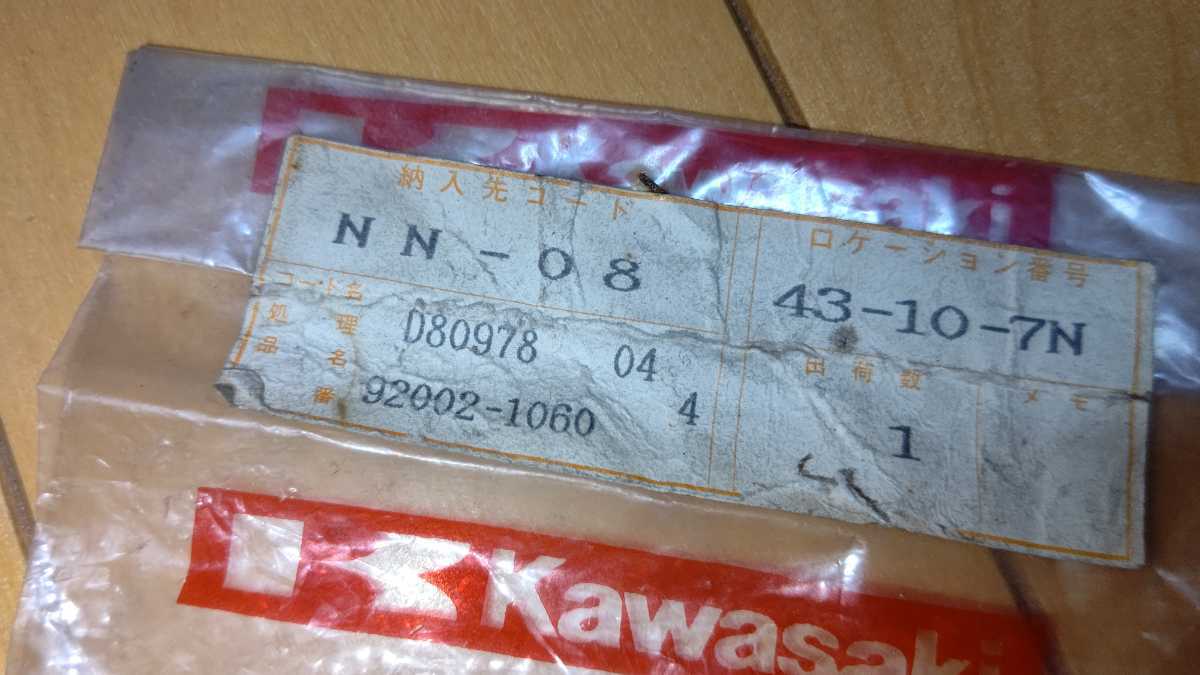 Kawasaki
納入先コード
NN-08
ロケーション番号
43-10-7N
コード名
処理 D80978 04
品名
番 92002-1060 4
出荷数
1
メモ
Kawasaki